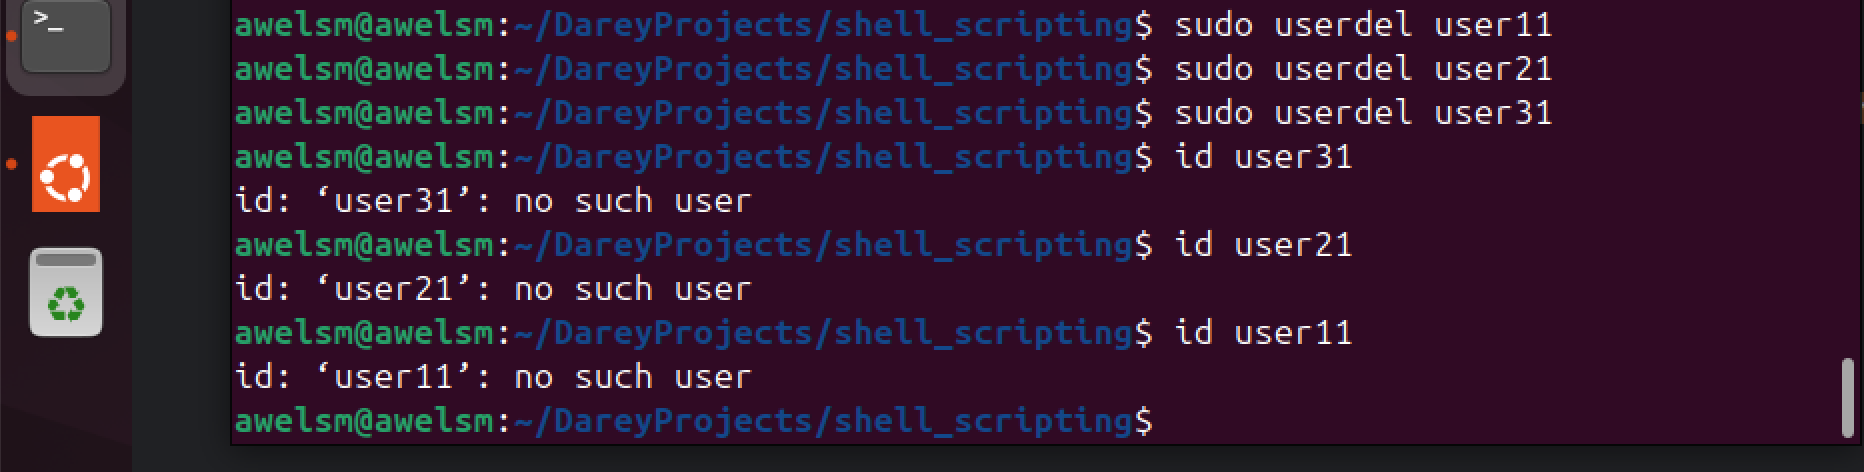 >_
awelsm@awelsm:~/DareyProjects/shell_scripting$ sudo userdel user11
awelsm@awelsm:~/DareyProjects/shell_scripting$ sudo userdel user21
awelsm@awelsm:~/DareyProjects/shell_scripting$ sudo userdel user31
awelsm@awelsm:~/DareyProjects/shell_scripting$ id user31
id: ‘user31’: no such user
awelsm@awelsm:~/DareyProjects/shell_scripting$ id user21
id: ‘user21’: no such user
awelsm@awelsm:~/DareyProjects/shell_scripting$ id user11
id: ‘user11’: no such user
awelsm@awelsm:~/DareyProjects/shell_scripting$